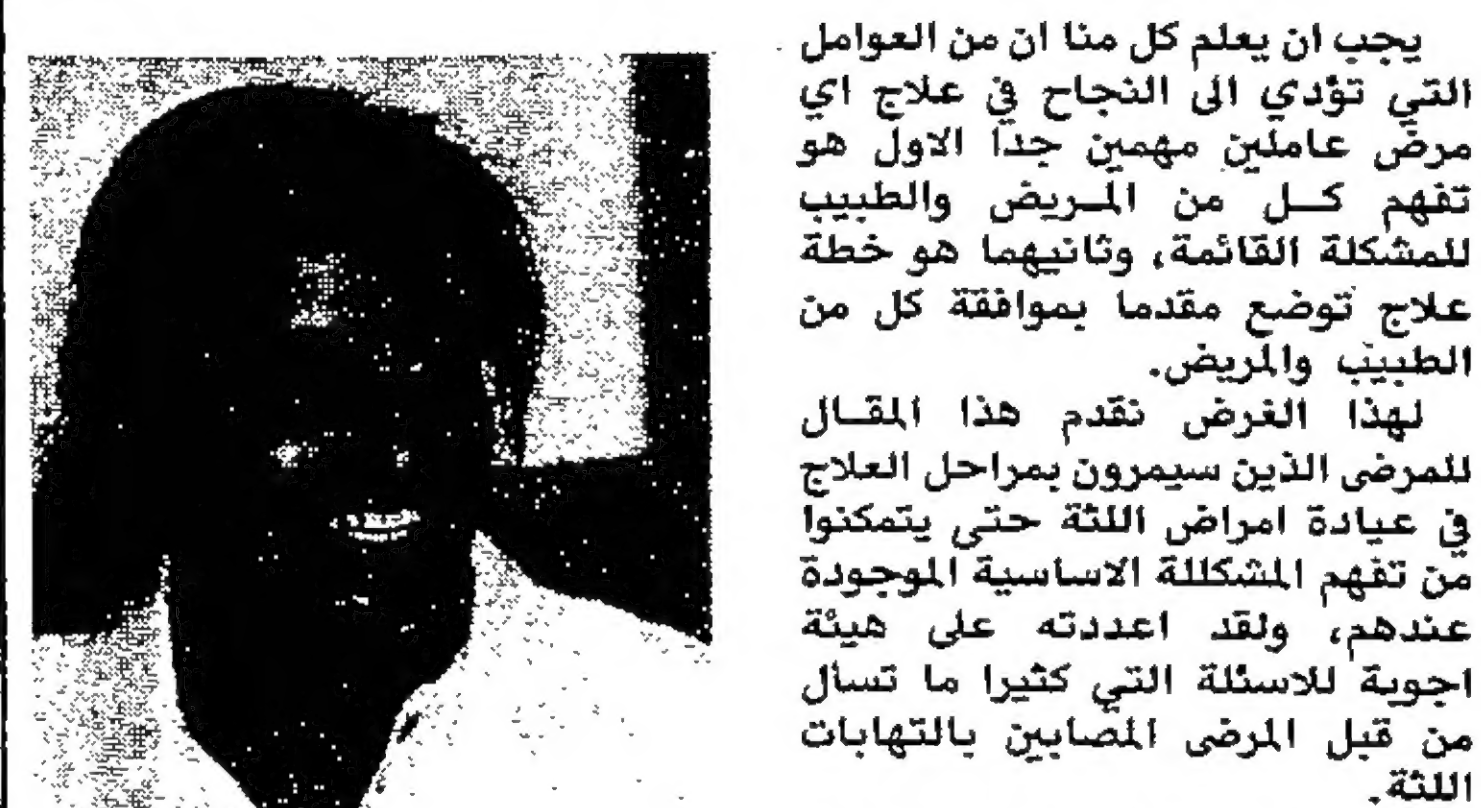 يجب ان يعلم كل منا ان من العوامل
التي تؤدي الى النجاح في علاج اي
مرض عاملين مهمين جدا الاول هو
تفهم كــل من المــريض والطبيب
للمشكلة القائمة، وثانيهما هو خطة
علاج توضع مقدما بموافقة كل من
الطبيب والمريض.
لهذا الغرض نقدم هذا المقــال
للمرضى الذين سيمرون بمراحل العلاج
في عيادة امراض اللثة حتى يتمكنوا
من تفهم المشكللة الاساسية الموجودة
عندهم، ولقد اعددته على هيئة
اجوبة للاسئلة التي كثيرا ما تسأل
من قبل المرضى المصابين بالتهابات
اللثة.